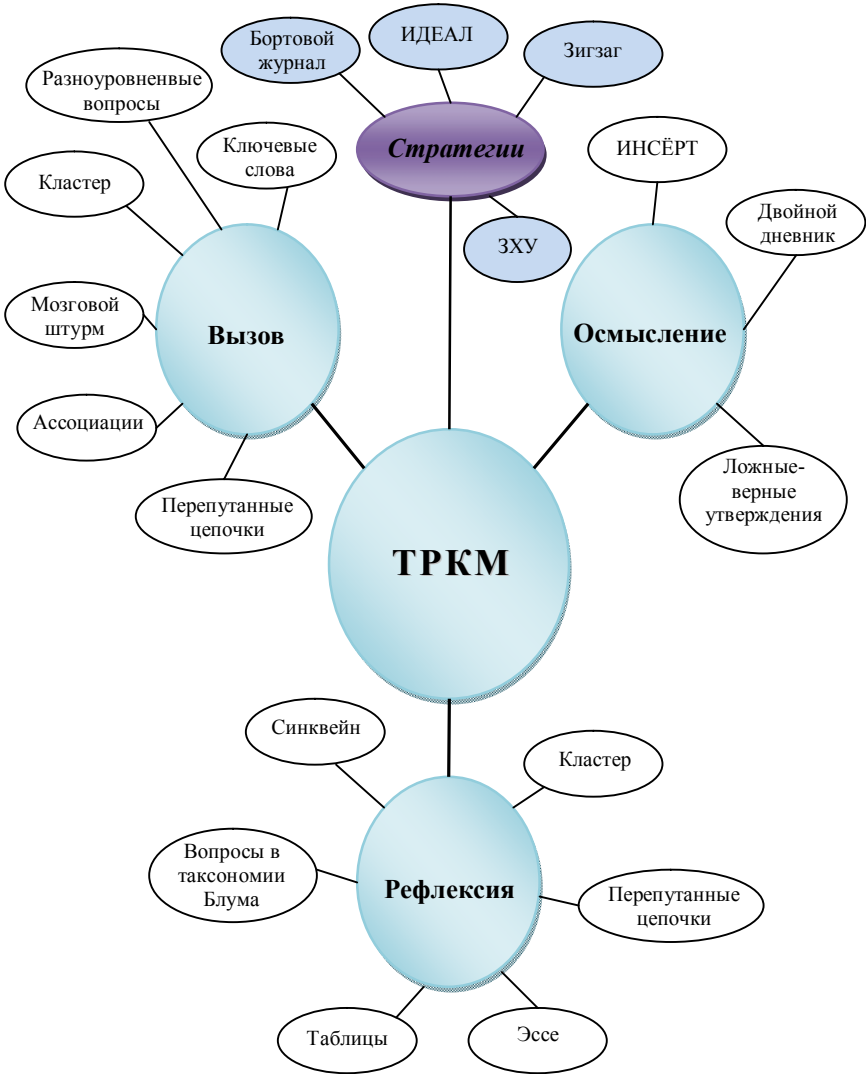 Бортовой
журнал
ИДЕАЛ
Зигзаг
Разноуровненвые
вопросы
Ключевые
слова
Стратегии
ИНСЁРТ
Кластер
Двойной
дневник
ЗХУ
Мозговой
штурм
Вызов
Осмысление
Ассоциации
Ложные-
верные
утверждения
Перепутанные
цепочки
ТРКМ
Синквейн
Кластер
Вопросы в
таксономии
Блума
Рефлексия
Перепутанные
цепочки
Таблицы
Эссе